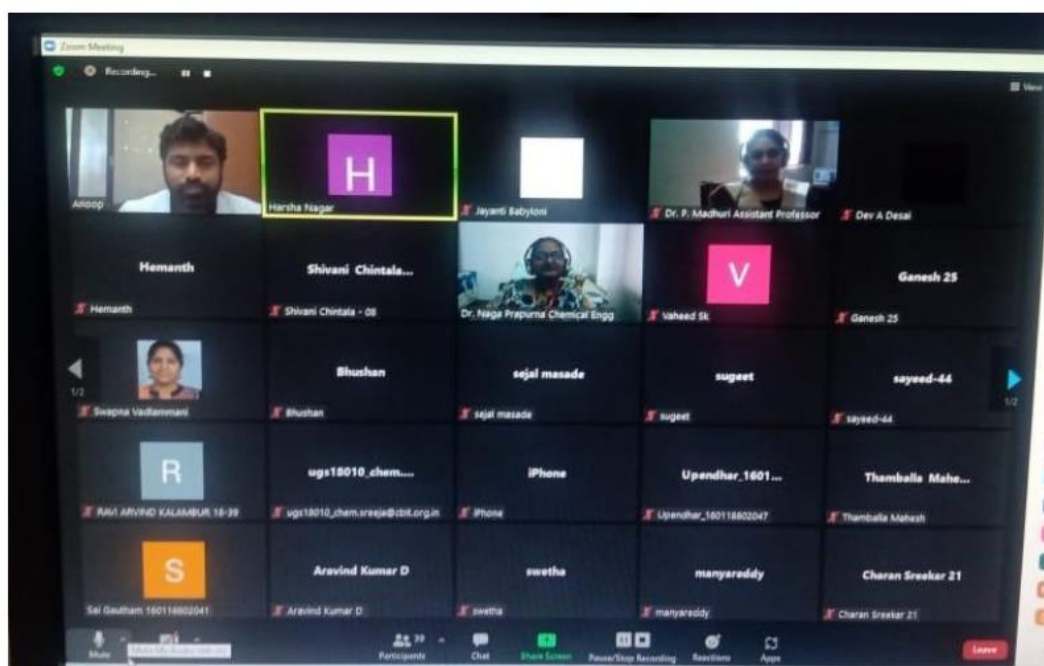 Zoom Meeting
Recording...
View
Anoop
H
Harsha Nagar
Jayanti Babyloni
Dr. P. Madhuri Assistant Professor
Dev A Desai
Hemanth
Hemanth
Shivani Chintala...
Shivani Chintala - 08
Dr. Naga Prapurna Chemical Engg
V
Vaheed Sk
Ganesh 25
Ganesh 25
1/2
Swapna Vadlammani
Bhushan
Bhushan
sejal masade
sejal masade
sugeet
sugeet
sayeed-44
sayeed-44
1/2
R
RAVI ARVIND KALAMBUR 18-39
ugs18010_chem....
ugs18010_chem.sreeja@cbit.org.in
iPhone
iPhone
Upendhar_1601...
Upendhar_160118802047
Thamballa Mahe...
Thamballa Mahesh
S
Sai Gautham 160118802041
Aravind Kumar D
Aravind Kumar D
swetha
swetha
manyareddy
manyareddy
Charan Sreekar 21
Charan Sreekar 21
Mute
39
Participants
Chat
Share Screen
Pause/Stop Recording
Reactions
Apps
Leave